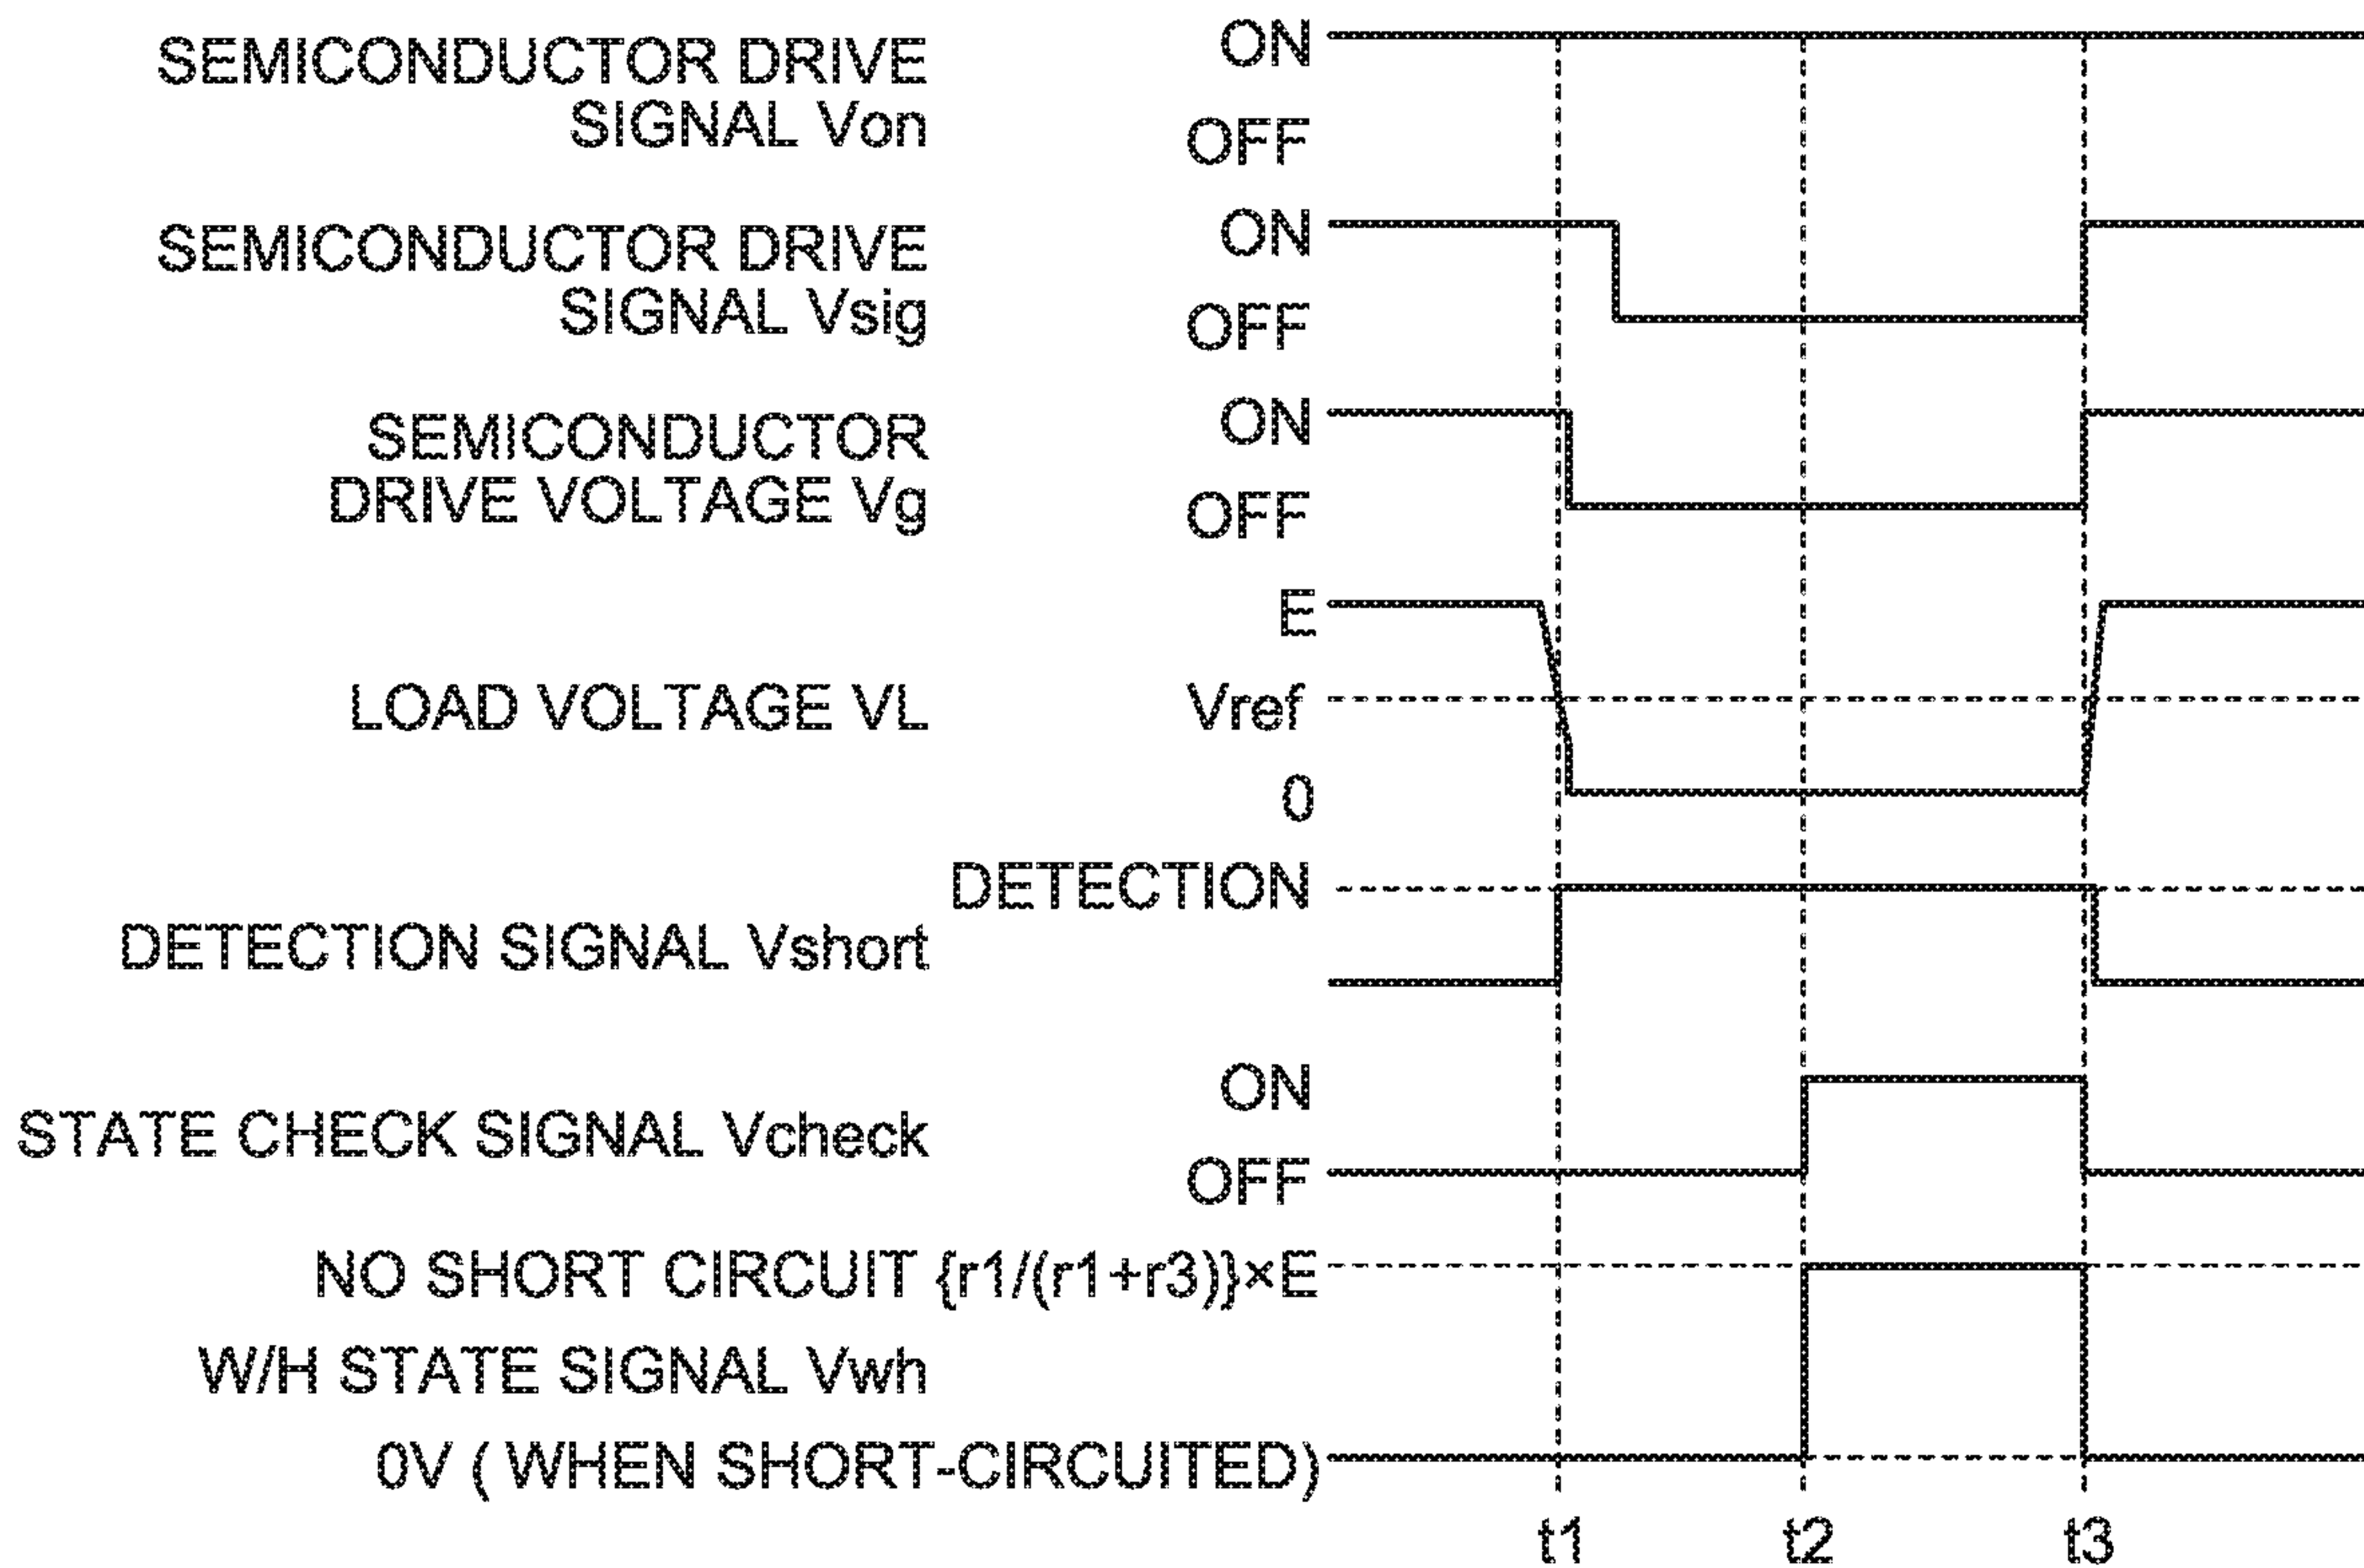 SEMICONDUCTOR DRIVE
SIGNAL Von
ON
OFF
SEMICONDUCTOR DRIVE
SIGNAL Vsig
ON
OFF
SEMICONDUCTOR
DRIVE VOLTAGE Vg
ON
OFF
LOAD VOLTAGE VL
E
Vref
0
DETECTION
DETECTION SIGNAL Vshort
STATE CHECK SIGNAL Vcheck
ON
OFF
NO SHORT CIRCUIT {r1/(r1+r3)}×E
W/H STATE SIGNAL Vwh
0V ( WHEN SHORT-CIRCUITED)
t1 t2 t3